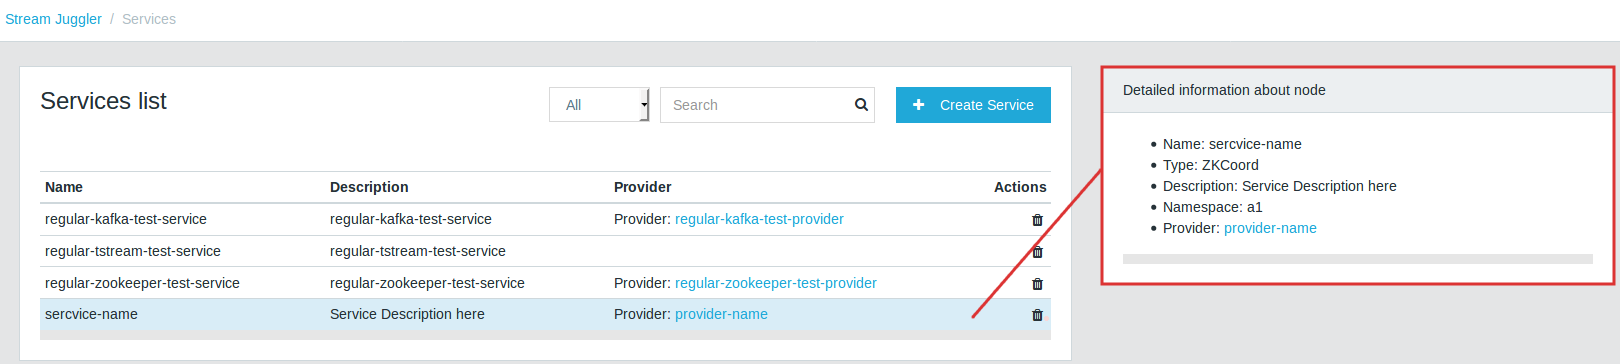 Stream Juggler / Services
Services list
All
Search
Create Service
Name Description Provider Actions
regular-kafka-test-service regular-kafka-test-service Provider: regular-kafka-test-provider
regular-tstream-test-service regular-tstream-test-service
regular-zookeeper-test-service regular-zookeeper-test-service Provider: regular-zookeeper-test-provider
sercvice-name Service Description here Provider: provider-name
Detailed information about node
Name: sercvice-name
Type: ZKCoord
Description: Service Description here
Namespace: a1
Provider: provider-name